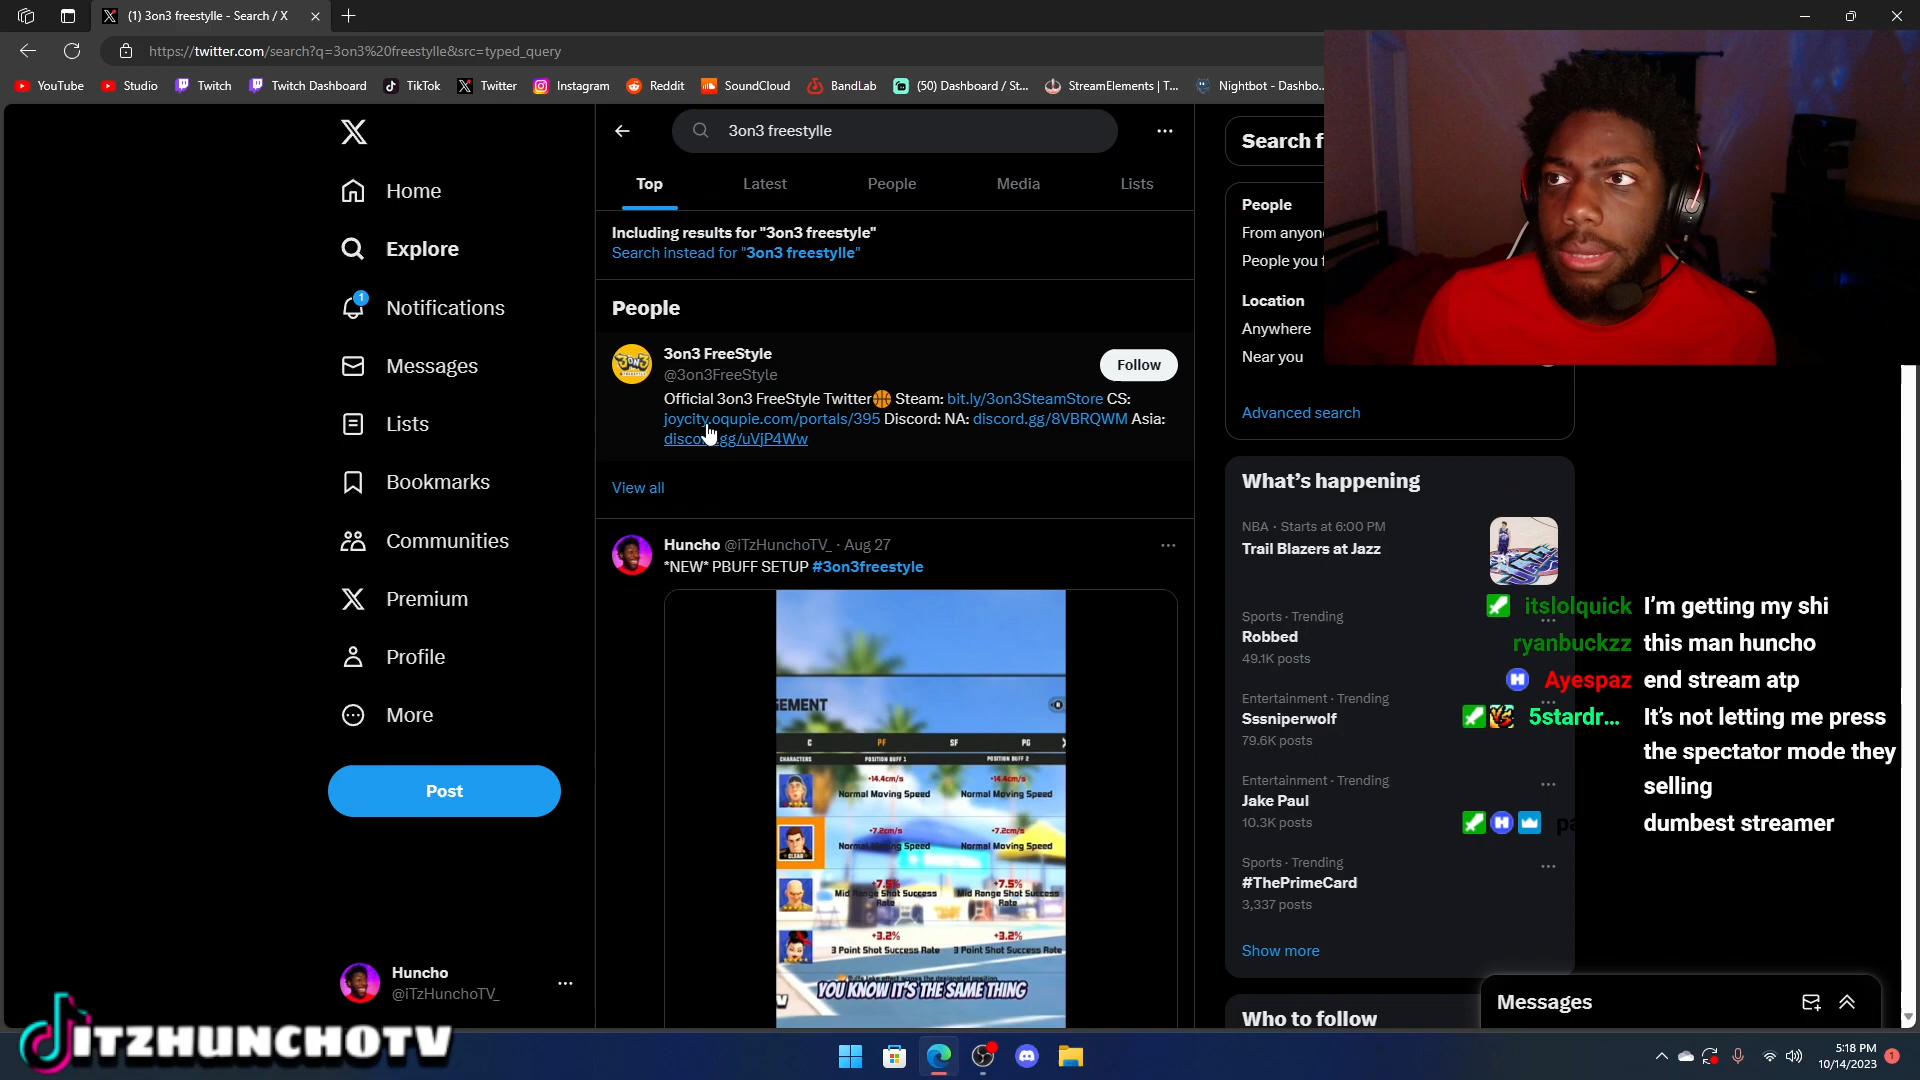 (1) 3on3 freestylle - Search / X
https://twitter.com/search?q=3on3%20freestylle&src=typed_query
YouTube
Studio
Twitch
Twitch Dashboard
TikTok
Twitter
Instagram
Reddit
SoundCloud
BandLab
(50) Dashboard / St...
StreamElements | T...
Nightbot - Dashbo...
Home
Explore
1
Notifications
Messages
Lists
Bookmarks
Communities
Premium
Profile
More
Post
Huncho
@iTzHunchoTV_
3on3 freestylle
Top
Latest
People
Media
Lists
Including results for "3on3 freestyle"
Search instead for "3on3 freestylle"
People
3on3 FreeStyle
@3on3FreeStyle
Follow
Official 3on3 FreeStyle Twitter🏀 Steam: bit.ly/3on3SteamStore CS:
joycity.oqupie.com/portals/395 Discord: NA: discord.gg/8VBRQWM Asia:
discord.gg/uVjP4Ww
View all
Huncho @iTzHunchoTV_ · Aug 27
*NEW* PBUFF SETUP #3on3freestyle
C PF SF PG
CHARACTERS POSITION BUFF 1 POSITION BUFF 2
+14.4cm/s +14.4cm/s
Normal Moving Speed Normal Moving Speed
+7.2cm/s +7.2cm/s
Normal Moving Speed Normal Moving Speed
CLEAR
+7.5% +7.5%
Mid Range Shot Success Mid Range Shot Success
Rate Rate
+3.2% +3.2%
3 Point Shot Success Rate 3 Point Shot Success Rate
YOU KNOW IT'S THE SAME THING
Search f
People
From anyon
People you f
Location
Anywhere
Near you
Advanced search
What's happening
NBA · Starts at 6:00 PM
Trail Blazers at Jazz
Sports · Trending
Robbed
49.1K posts
Entertainment · Trending
Sssniperwolf
79.6K posts
Entertainment · Trending
Jake Paul
10.3K posts
Sports · Trending
#ThePrimeCard
3,337 posts
Show more
Who to follow
Messages
itslolquick I'm getting my shi
ryanbuckzz this man huncho
Ayespaz end stream atp
5stardr... It's not letting me press
the spectator mode they
selling
dumbest streamer
ITZHUNCHOTV
5:18 PM
10/14/2023
1